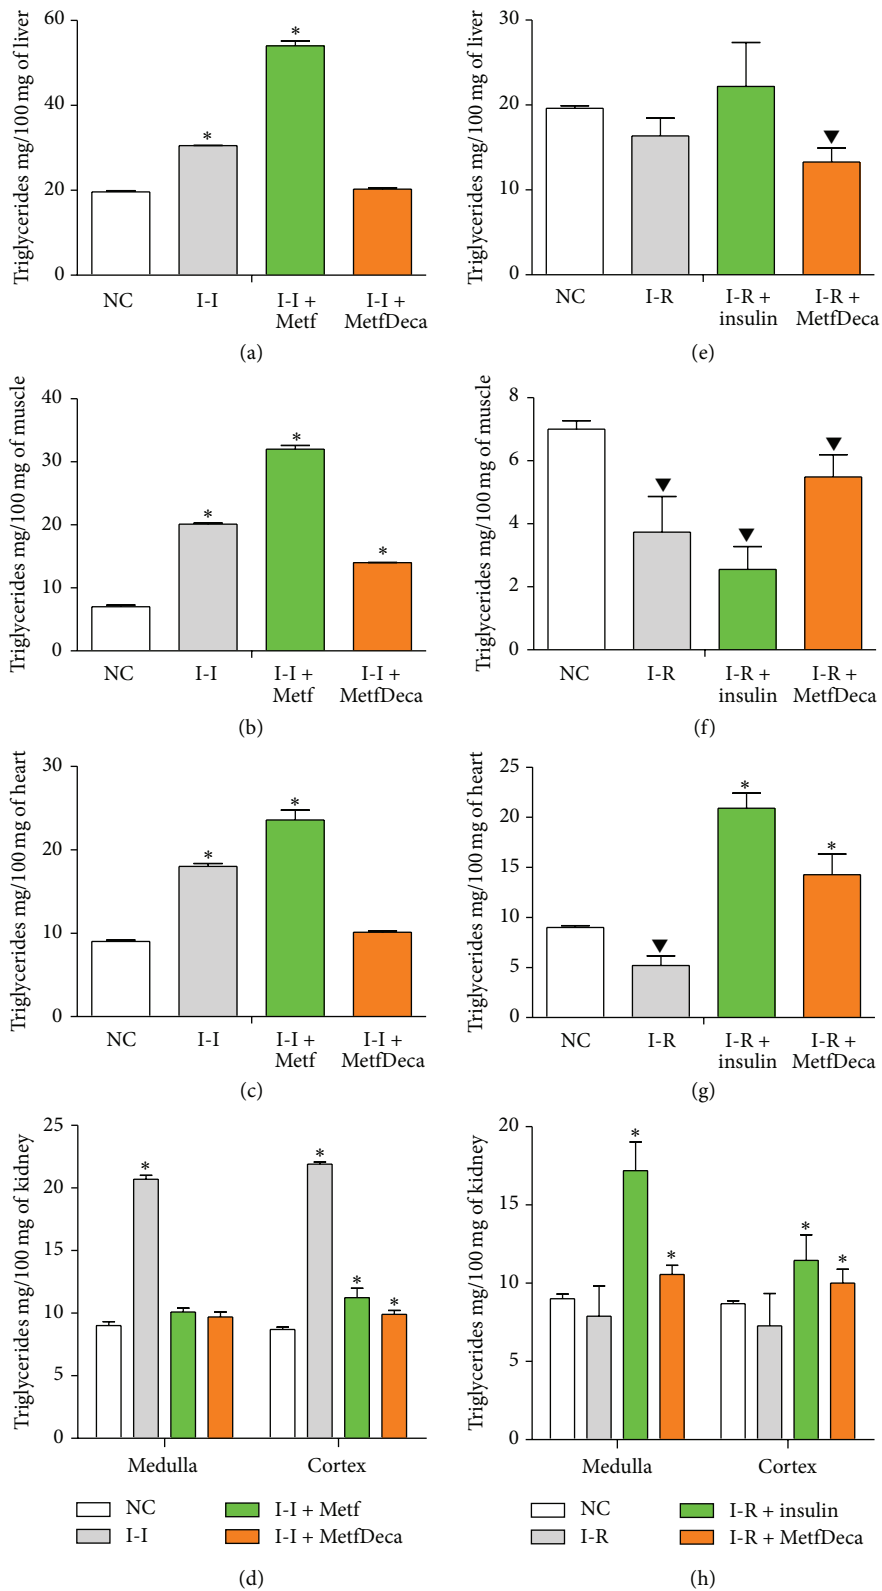 Triglycerides mg/100 mg of liver
60
40
20
0
*
*
NC
I-I
I-I +
Metf
I-I +
MetfDeca
(a)
Triglycerides mg/100 mg of liver
30
20
10
0
▼
NC
I-R
I-R +
insulin
I-R +
MetfDeca
(e)
Triglycerides mg/100 mg of muscle
40
30
20
10
0
*
*
*
NC
I-I
I-I +
Metf
I-I +
MetfDeca
(b)
Triglycerides mg/100 mg of muscle
8
6
4
2
0
▼
▼
▼
NC
I-R
I-R +
insulin
I-R +
MetfDeca
(f)
Triglycerides mg/100 mg of heart
30
20
10
0
*
*
NC
I-I
I-I +
Metf
I-I +
MetfDeca
(c)
Triglycerides mg/100 mg of heart
25
20
15
10
5
0
▼
*
*
NC
I-R
I-R +
insulin
I-R +
MetfDeca
(g)
Triglycerides mg/100 mg of kidney
25
20
15
10
5
0
*
*
*
*
Medulla
Cortex
NC
I-I
I-I + Metf
I-I + MetfDeca
(d)
Triglycerides mg/100 mg of kidney
20
15
10
5
0
*
*
*
*
Medulla
Cortex
NC
I-R
I-R + insulin
I-R + MetfDeca
(h)